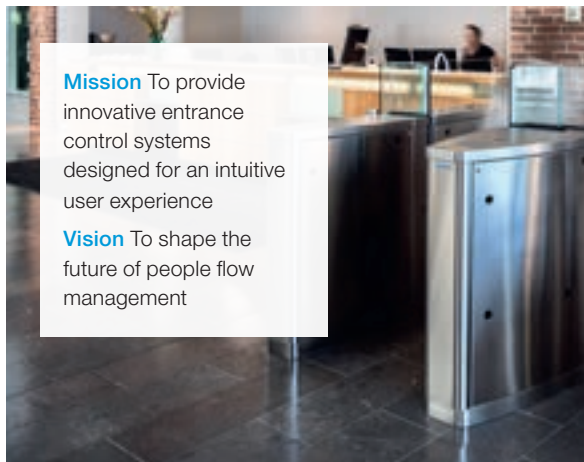 Mission To provide
innovative entrance
control systems
designed for an intuitive
user experience
Vision To shape the
future of people flow
management